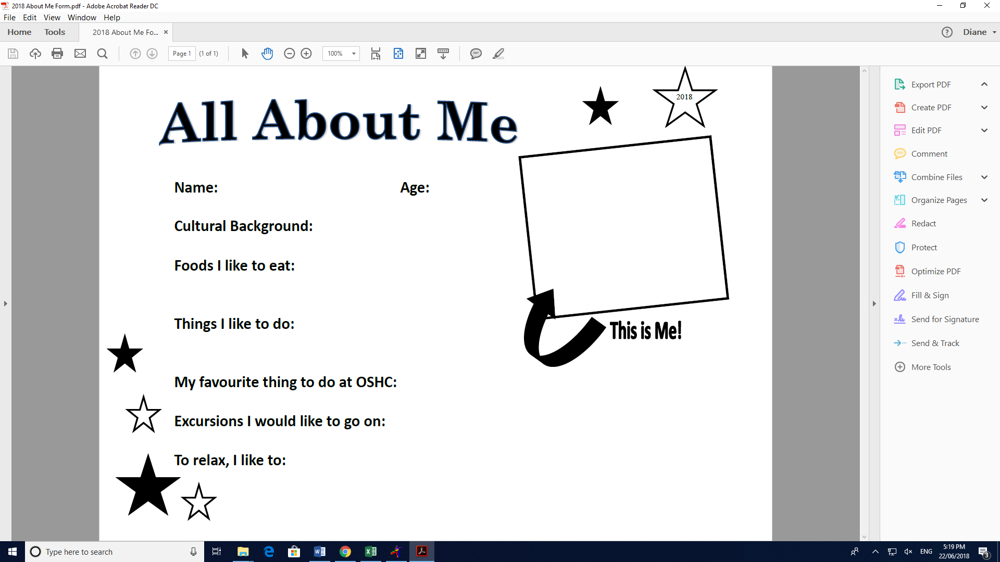 2018 About Me Form.pdf - Adobe Acrobat Reader DC
File Edit View Window Help
Home Tools 2018 About Me Fo... Diane
Page 1 (1 of 1) 100%
2018
All About Me
Name: Age:
Cultural Background:
Foods I like to eat:
Things I like to do:
This is Me!
My favourite thing to do at OSHC:
Excursions I would like to go on:
To relax, I like to:
Export PDF
Create PDF
Edit PDF
Comment
Combine Files
Organize Pages
Redact
Protect
Optimize PDF
Fill & Sign
Send for Signature
Send & Track
More Tools
Type here to search
ENG
5:19 PM
22/06/2018
3